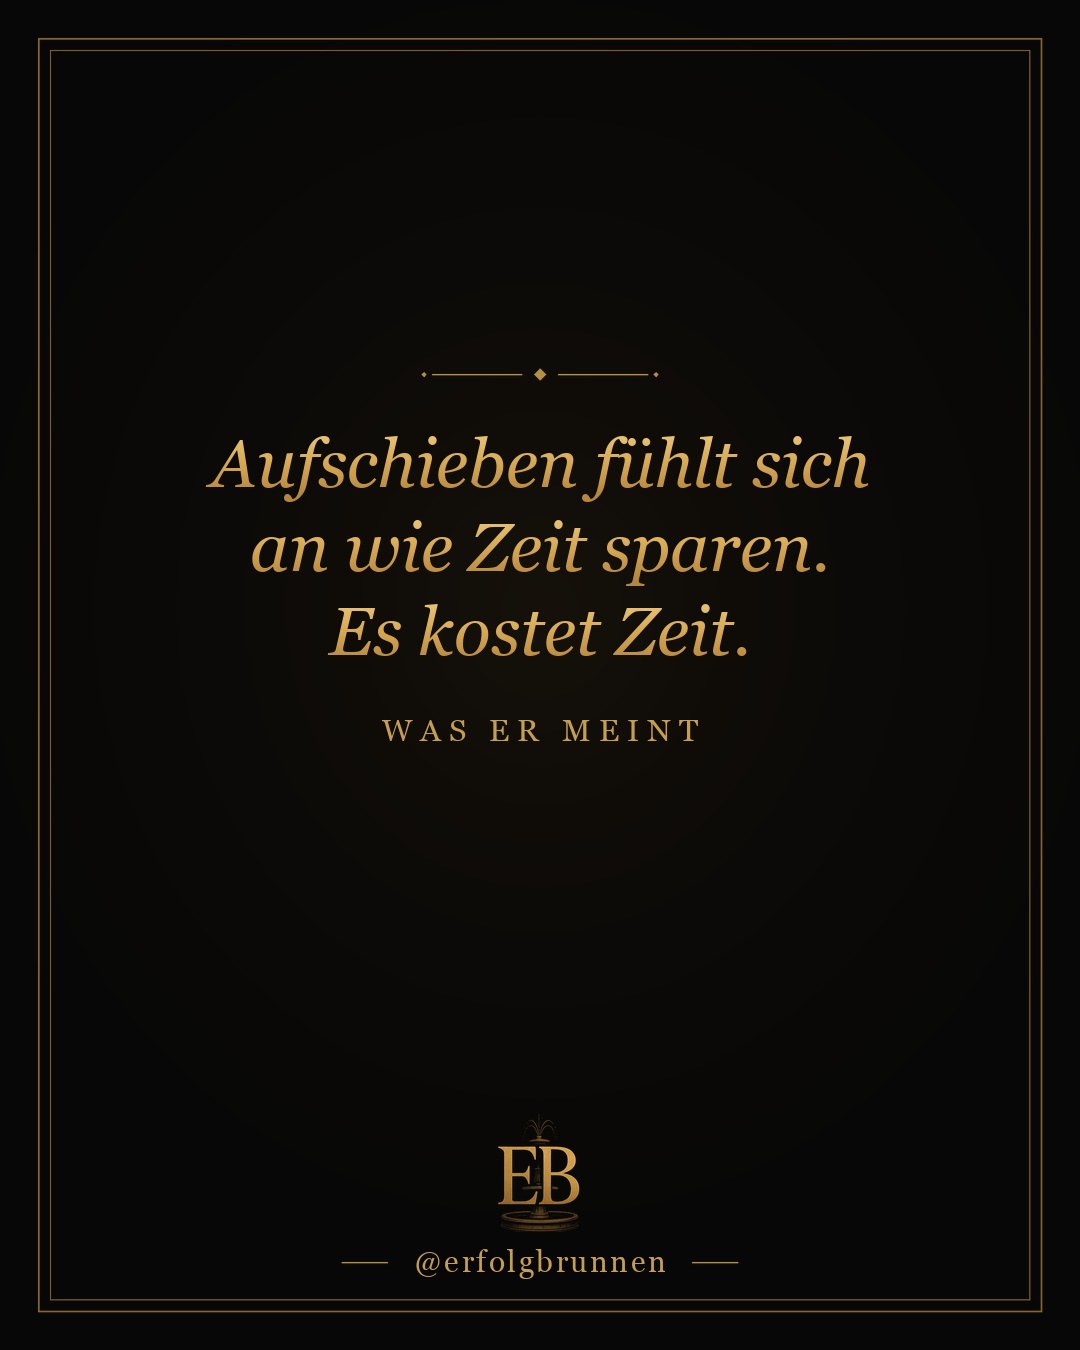 Aufschieben fühlt sich
an wie Zeit sparen.
Es kostet Zeit.
WAS ER MEINT
EB
@erfolgbrunnen